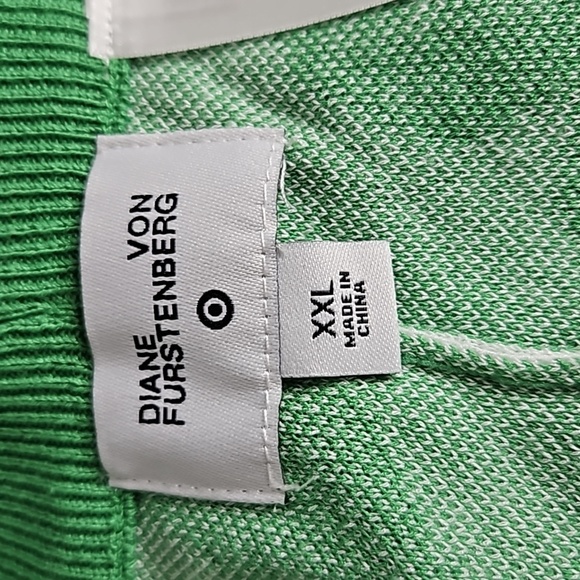 DIANE VON
FURSTENBERG
XXL
MADE IN
CHINA